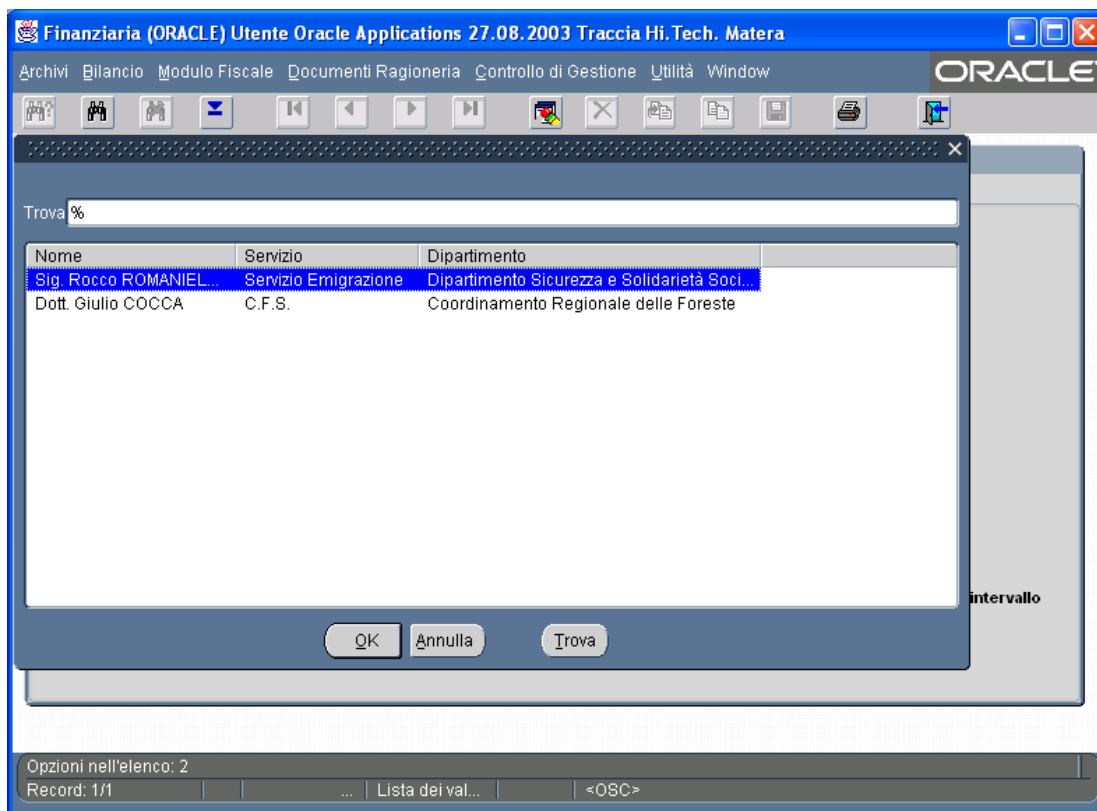 Finanziaria (ORACLE) Utente Oracle Applications 27.08.2003 Traccia Hi.Tech. Matera
Archivi Bilancio Modulo Fiscale Documenti Ragioneria Controllo di Gestione Utilità Window
ORACLE
Trova %
Nome Servizio Dipartimento
Sig. Rocco ROMANIEL... Servizio Emigrazione Dipartimento Sicurezza e Solidarietà Soci...
Dott. Giulio COCCA C.F.S. Coordinamento Regionale delle Foreste
intervallo
OK Annulla Trova
Opzioni nell'elenco: 2
Record: 1/1 ... Lista dei val... <OSC>